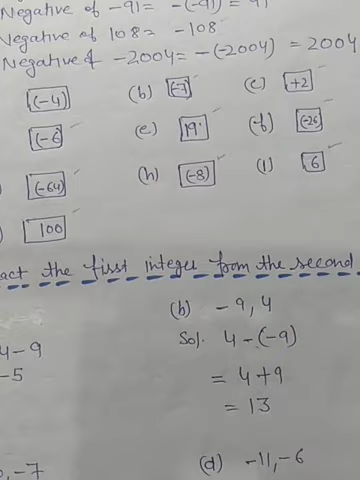 Negative of -91 = -(-91) = 91
Negative of 108 = -108
Negative of -2004 = -(-2004) = 2004
(-4) (b) (-7) (c) +2
(-6) (e) 19 (f) (-26)
(-64) (h) (-8) (i) 6
100
act the first integer from the second.
(b) -9, 4
4-9 Sol. 4-(-9)
-5 = 4+9
= 13
, -7 (d) -11, -6